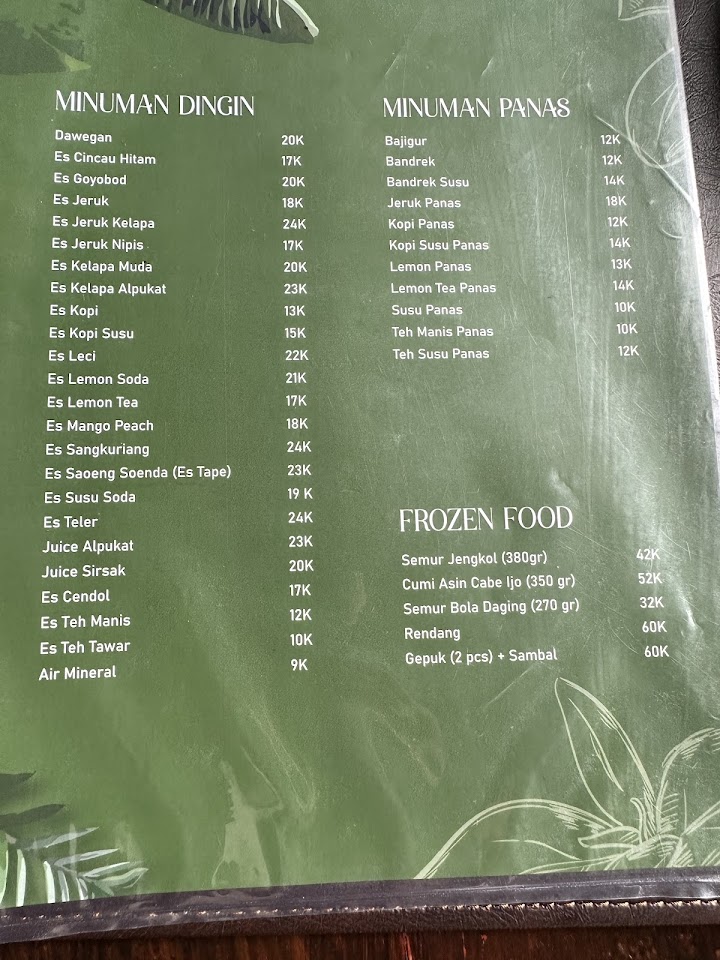 MINUMAN DINGIN
Dawegan 20K
Es Cincau Hitam 17K
Es Goyobod 20K
Es Jeruk 18K
Es Jeruk Kelapa 24K
Es Jeruk Nipis 17K
Es Kelapa Muda 20K
Es Kelapa Alpukat 23K
Es Kopi 13K
Es Kopi Susu 15K
Es Leci 22K
Es Lemon Soda 21K
Es Lemon Tea 17K
Es Mango Peach 18K
Es Sangkuriang 24K
Es Saoeng Soenda (Es Tape) 23K
Es Susu Soda 19 K
Es Teler 24K
Juice Alpukat 23K
Juice Sirsak 20K
Es Cendol 17K
Es Teh Manis 12K
Es Teh Tawar 10K
Air Mineral 9K
MINUMAN PANAS
Bajigur 12K
Bandrek 12K
Bandrek Susu 14K
Jeruk Panas 18K
Kopi Panas 12K
Kopi Susu Panas 14K
Lemon Panas 13K
Lemon Tea Panas 14K
Susu Panas 10K
Teh Manis Panas 10K
Teh Susu Panas 12K
FROZEN FOOD
Semur Jengkol (380gr) 42K
Cumi Asin Cabe Ijo (350 gr) 52K
Semur Bola Daging (270 gr) 32K
Rendang 60K
Gepuk (2 pcs) + Sambal 60K